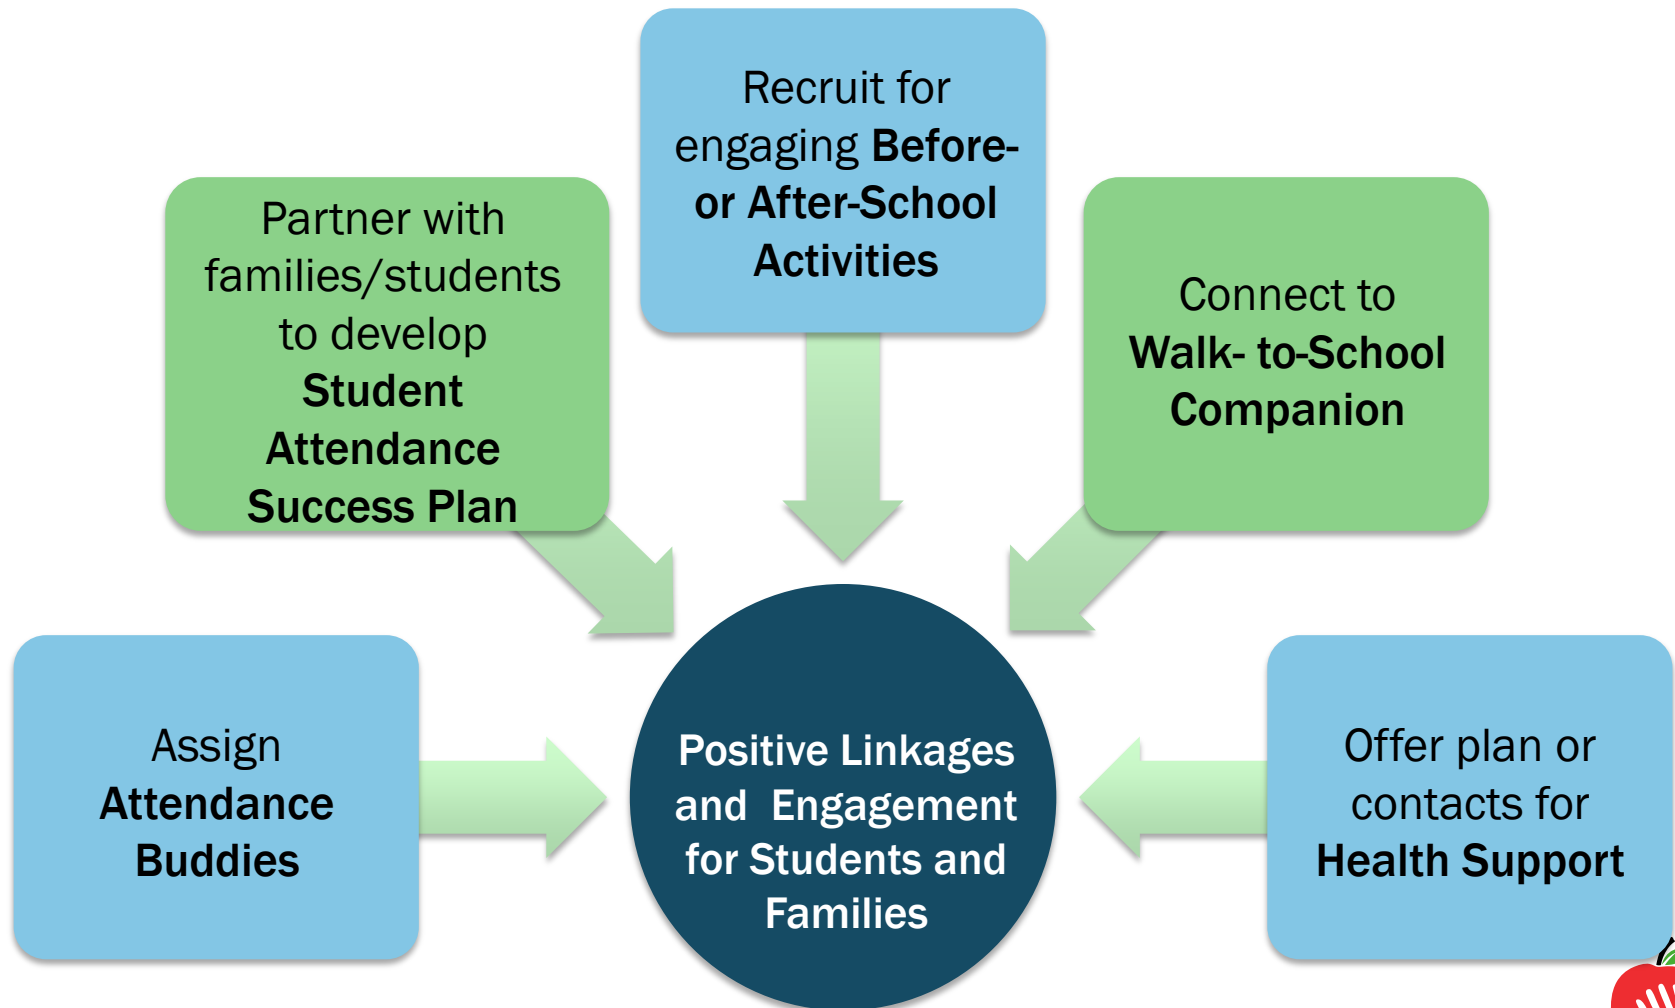 Recruit for
engaging Before-
or After-School
Activities
Partner with
families/students
to develop
Student
Attendance
Success Plan
Connect to
Walk- to-School
Companion
Assign
Attendance
Buddies
Positive Linkages
and  Engagement
for Students and
Families
Offer plan or
contacts for
Health Support